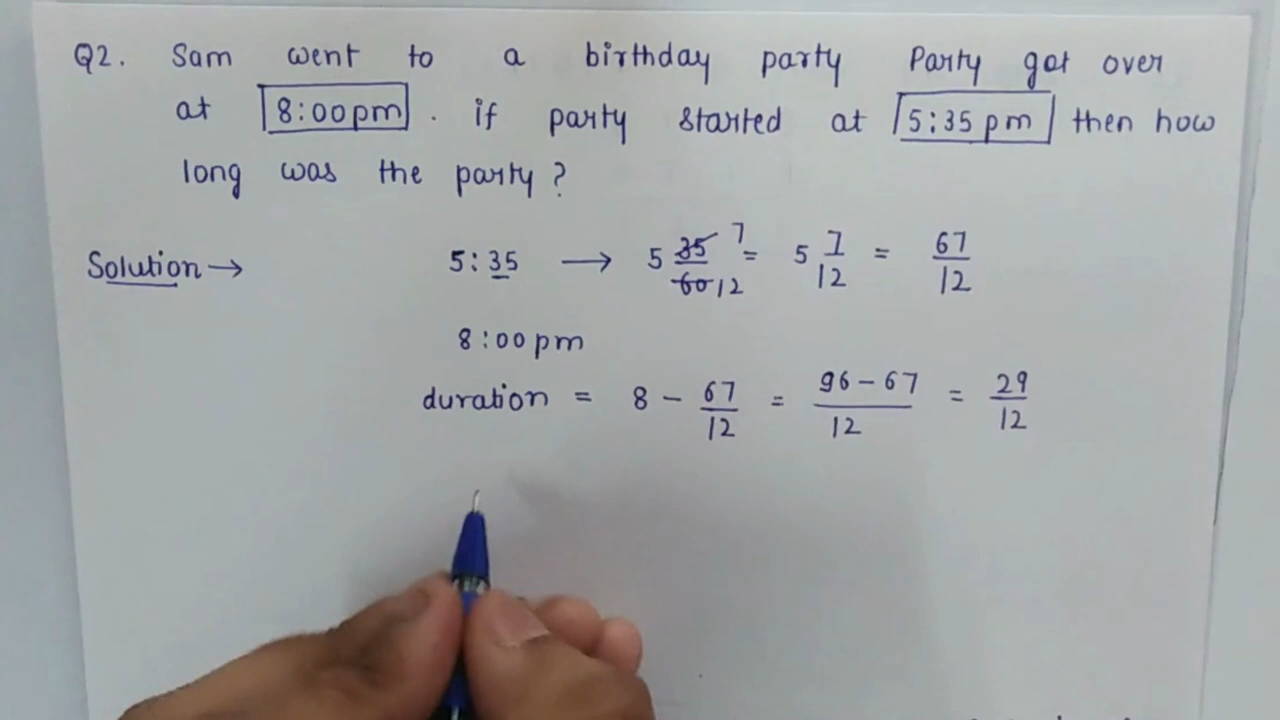 Q2. Sam went to a birthday party Party got over
at 8:00pm . if party started at 5:35 pm then how
long was the party ?
Solution → 5:35 → 5 35/60 7 12 = 5 7/12 = 67/12
8:00pm
duration = 8 - 67/12 = 96-67/12 = 29/12